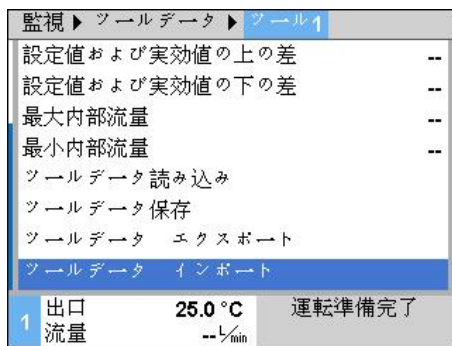 監視 ▶ ツールデータ ▶ ツール1
設定値および実効値の上の差 --
設定値および実効値の下の差 --
最大内部流量 --
最小内部流量 --
ツールデータ読み込み
ツールデータ保存
ツールデータ エクスポート
ツールデータ インポート
1 出口 25.0 °C 運転準備完了
流量 -- L/min